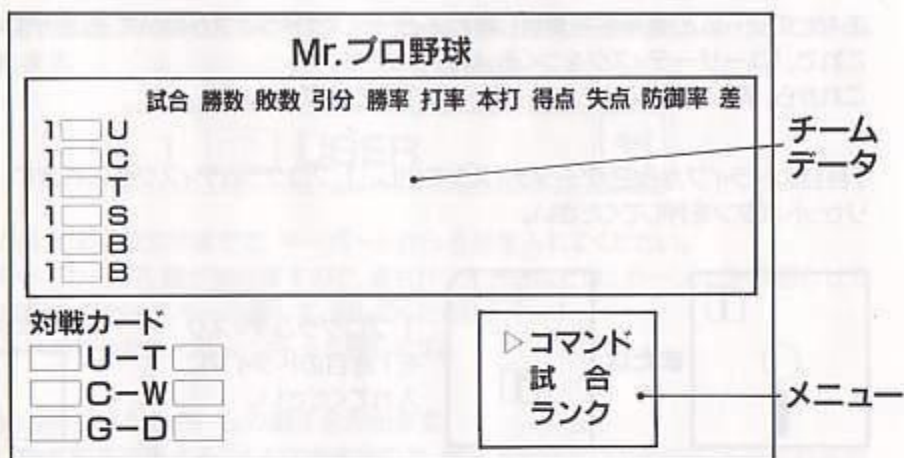 Mr.プロ野球
試合 勝数 敗数 引分 勝率 打率 本打 得点 失点 防御率 差
1 U
1 C
1 T
1 S
1 B
1 B
チーム
データ
対戦カード
U-T
C-W
G-D
▷コマンド
試 合
ランク
メニュー